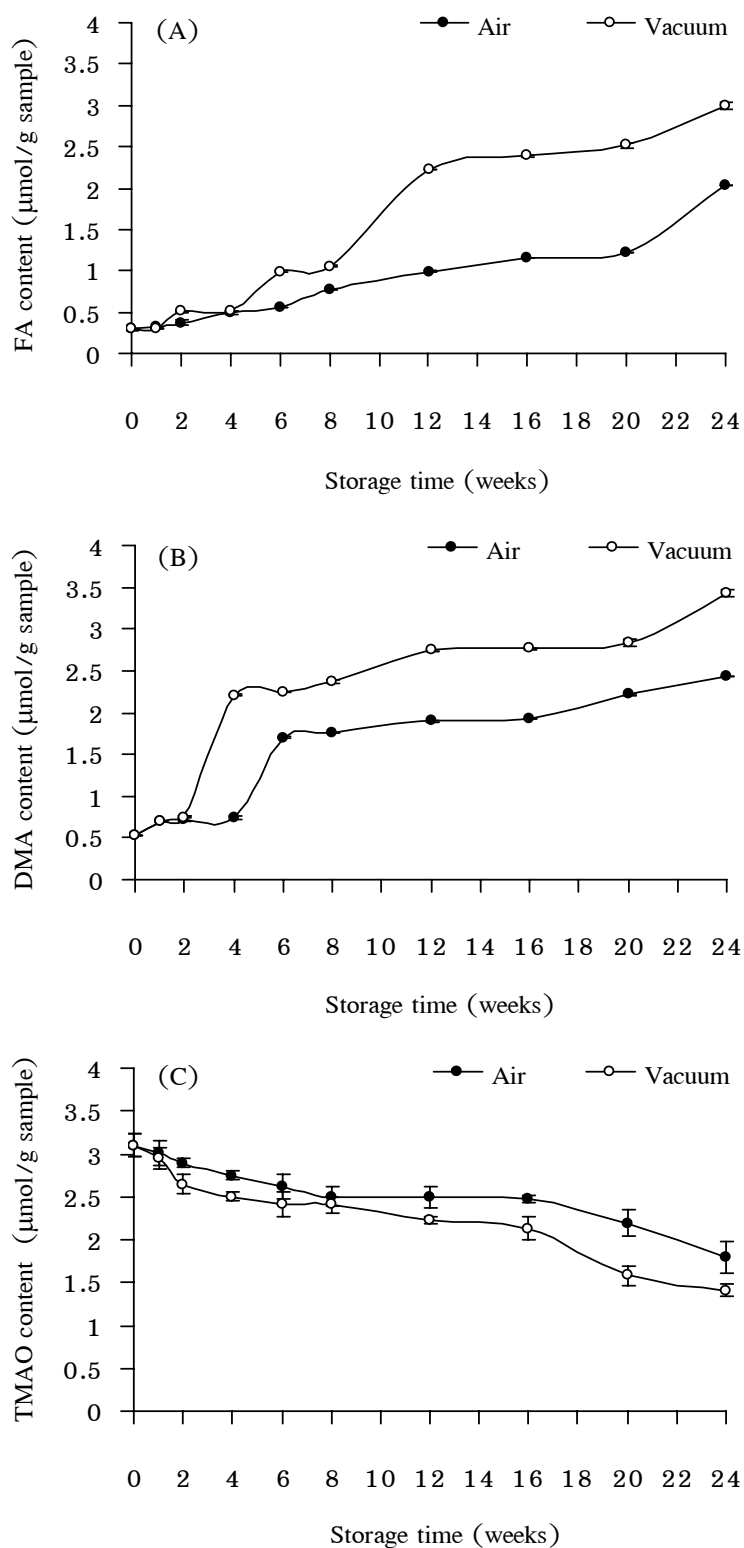 (A) Air Vacuum
4
3.5
3
2.5
2
1.5
1
0.5
0
FA content (μmol/g sample)
0 2 4 6 8 10 12 14 16 18 20 22 24
Storage time (weeks)
(B) Air Vacuum
4
3.5
3
2.5
2
1.5
1
0.5
0
DMA content (μmol/g sample)
0 2 4 6 8 10 12 14 16 18 20 22 24
Storage time (weeks)
(C) Air Vacuum
4
3.5
3
2.5
2
1.5
1
0.5
0
TMAO content (μmol/g sample)
0 2 4 6 8 10 12 14 16 18 20 22 24
Storage time (weeks)